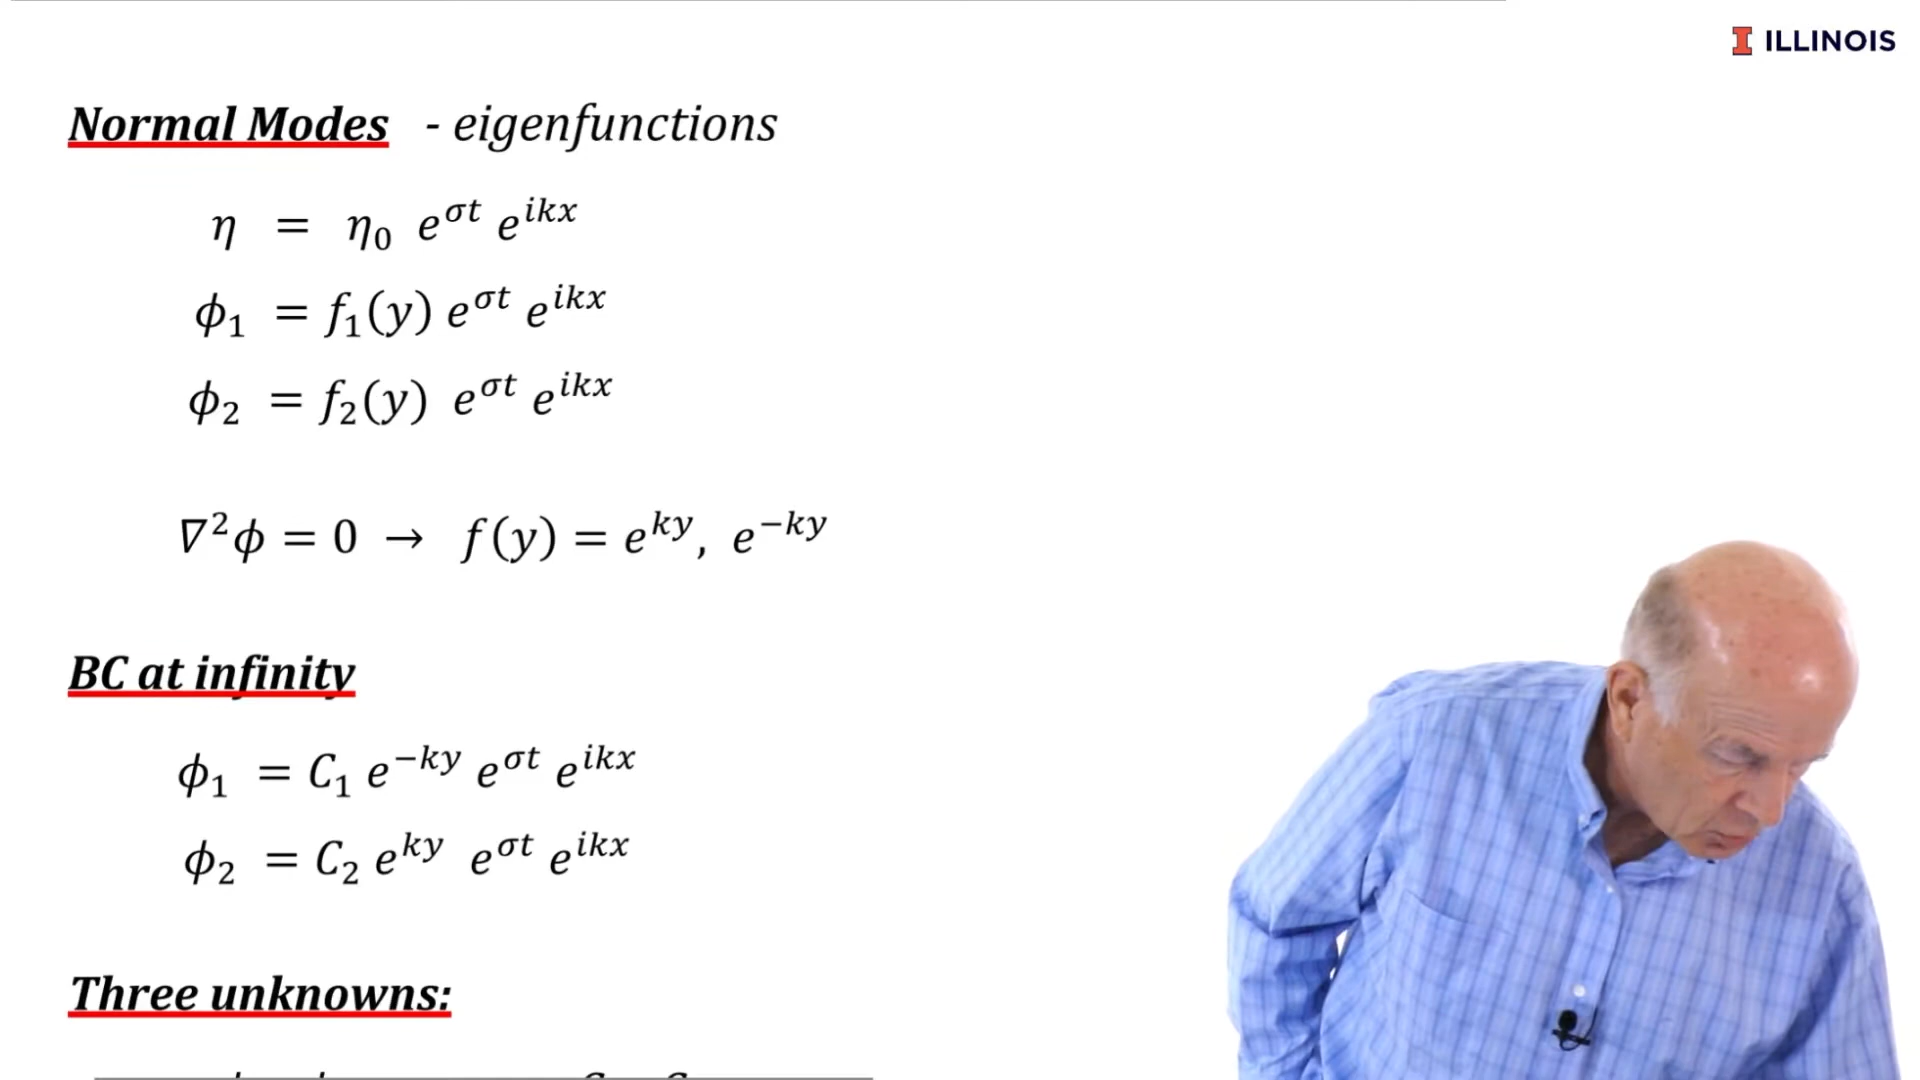 ILLINOIS
Normal Modes - eigenfunctions
η = η₀ e^{σt} e^{ikx}
ϕ₁ = f₁(y) e^{σt} e^{ikx}
ϕ₂ = f₂(y) e^{σt} e^{ikx}
∇²ϕ = 0 → f(y) = e^{ky}, e^{−ky}
BC at infinity
ϕ₁ = C₁ e^{−ky} e^{σt} e^{ikx}
ϕ₂ = C₂ e^{ky} e^{σt} e^{ikx}
Three unknowns: